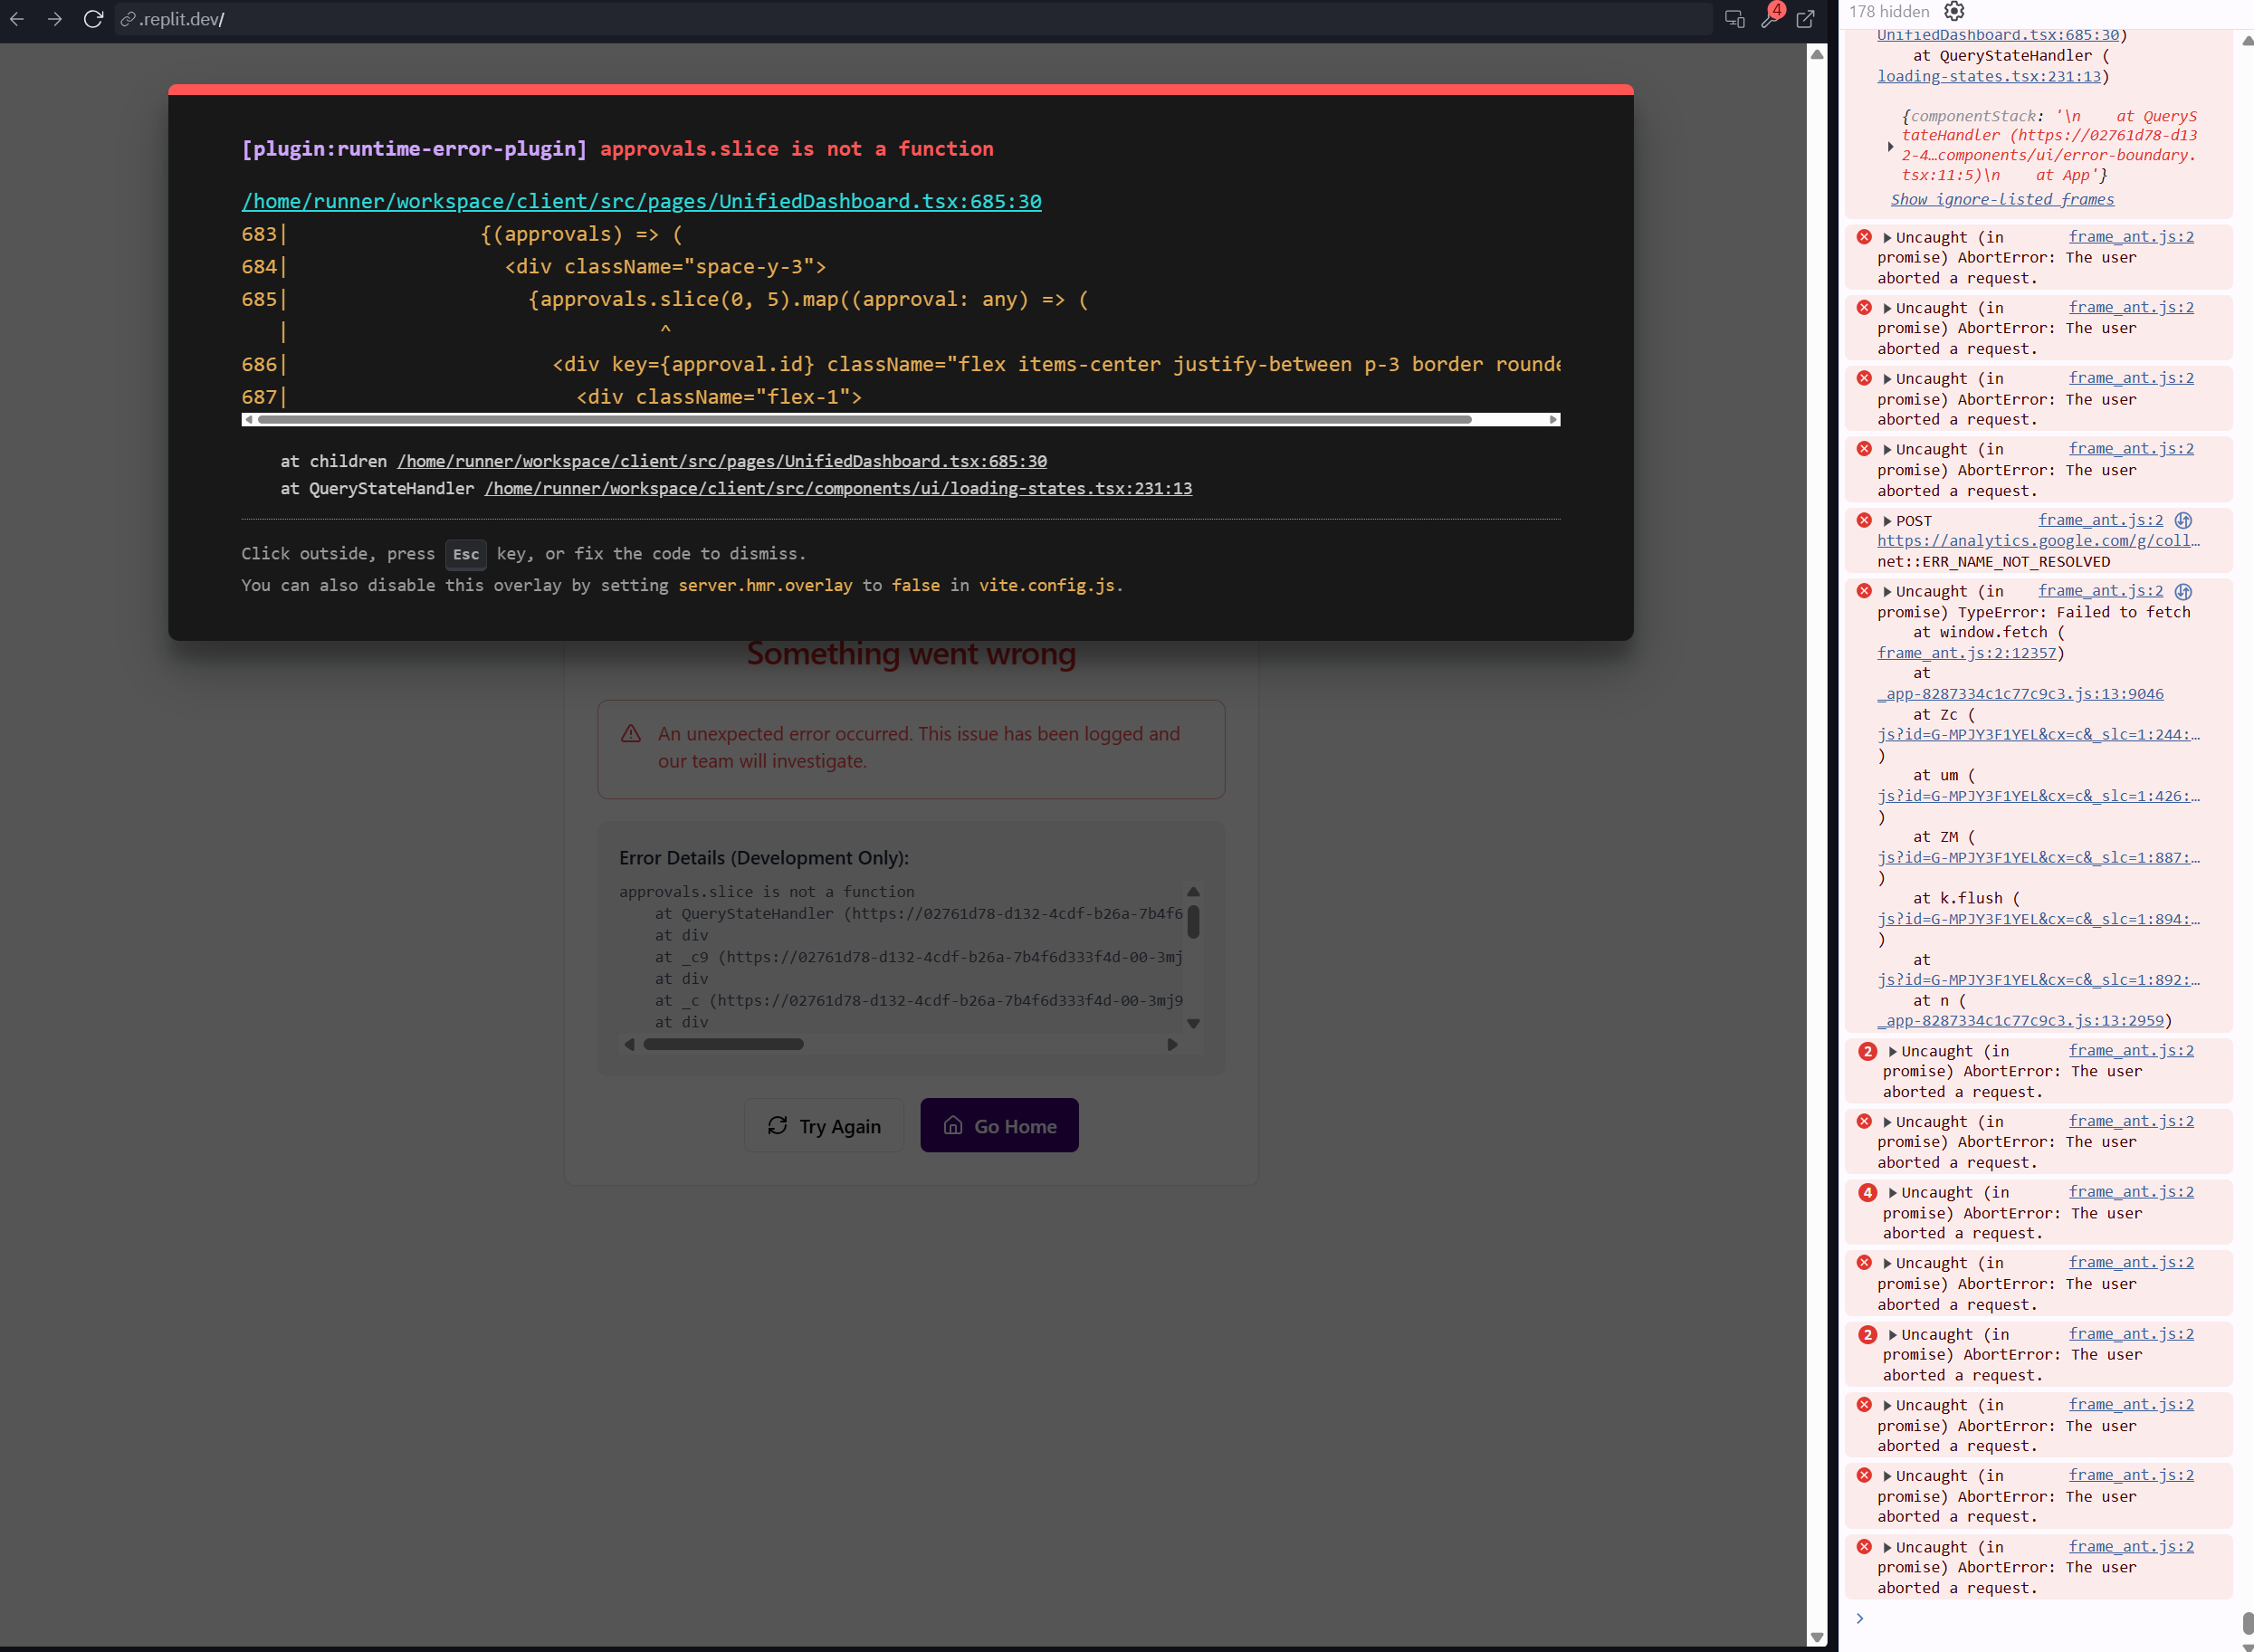 .replit.dev/
4
[plugin:runtime-error-plugin] approvals.slice is not a function
/home/runner/workspace/client/src/pages/UnifiedDashboard.tsx:685:30
683|                {(approvals) => (
684|                  <div className="space-y-3">
685|                    {approvals.slice(0, 5).map((approval: any) => (
   |                               ^
686|                      <div key={approval.id} className="flex items-center justify-between p-3 border rounde
687|                        <div className="flex-1">
at children /home/runner/workspace/client/src/pages/UnifiedDashboard.tsx:685:30
at QueryStateHandler /home/runner/workspace/client/src/components/ui/loading-states.tsx:231:13
Click outside, press Esc key, or fix the code to dismiss.
You can also disable this overlay by setting server.hmr.overlay to false in vite.config.js.
Something went wrong
An unexpected error occurred. This issue has been logged and
our team will investigate.
Error Details (Development Only):
approvals.slice is not a function
at QueryStateHandler (https://02761d78-d132-4cdf-b26a-7b4f6
at div
at _c9 (https://02761d78-d132-4cdf-b26a-7b4f6d333f4d-00-3mj
at div
at _c (https://02761d78-d132-4cdf-b26a-7b4f6d333f4d-00-3mj9
at div
Try Again
Go Home
178 hidden
UnifiedDashboard.tsx:685:30)
at QueryStateHandler (
loading-states.tsx:231:13)
{componentStack: '\n    at QueryS
tateHandler (https://02761d78-d13
2-4…components/ui/error-boundary.
tsx:11:5)\n    at App'}
Show ignore-listed frames
Uncaught (in frame_ant.js:2
promise) AbortError: The user
aborted a request.
Uncaught (in frame_ant.js:2
promise) AbortError: The user
aborted a request.
Uncaught (in frame_ant.js:2
promise) AbortError: The user
aborted a request.
Uncaught (in frame_ant.js:2
promise) AbortError: The user
aborted a request.
POST frame_ant.js:2
https://analytics.google.com/g/coll…
net::ERR_NAME_NOT_RESOLVED
Uncaught (in frame_ant.js:2
promise) TypeError: Failed to fetch
at window.fetch (
frame_ant.js:2:12357)
at
_app-8287334c1c77c9c3.js:13:9046
at Zc (
js?id=G-MPJY3F1YEL&cx=c&_slc=1:244:…
)
at um (
js?id=G-MPJY3F1YEL&cx=c&_slc=1:426:…
)
at ZM (
js?id=G-MPJY3F1YEL&cx=c&_slc=1:887:…
)
at k.flush (
js?id=G-MPJY3F1YEL&cx=c&_slc=1:894:…
)
at
js?id=G-MPJY3F1YEL&cx=c&_slc=1:892:…
at n (
_app-8287334c1c77c9c3.js:13:2959)
2 Uncaught (in frame_ant.js:2
promise) AbortError: The user
aborted a request.
Uncaught (in frame_ant.js:2
promise) AbortError: The user
aborted a request.
4 Uncaught (in frame_ant.js:2
promise) AbortError: The user
aborted a request.
Uncaught (in frame_ant.js:2
promise) AbortError: The user
aborted a request.
2 Uncaught (in frame_ant.js:2
promise) AbortError: The user
aborted a request.
Uncaught (in frame_ant.js:2
promise) AbortError: The user
aborted a request.
Uncaught (in frame_ant.js:2
promise) AbortError: The user
aborted a request.
Uncaught (in frame_ant.js:2
promise) AbortError: The user
aborted a request.